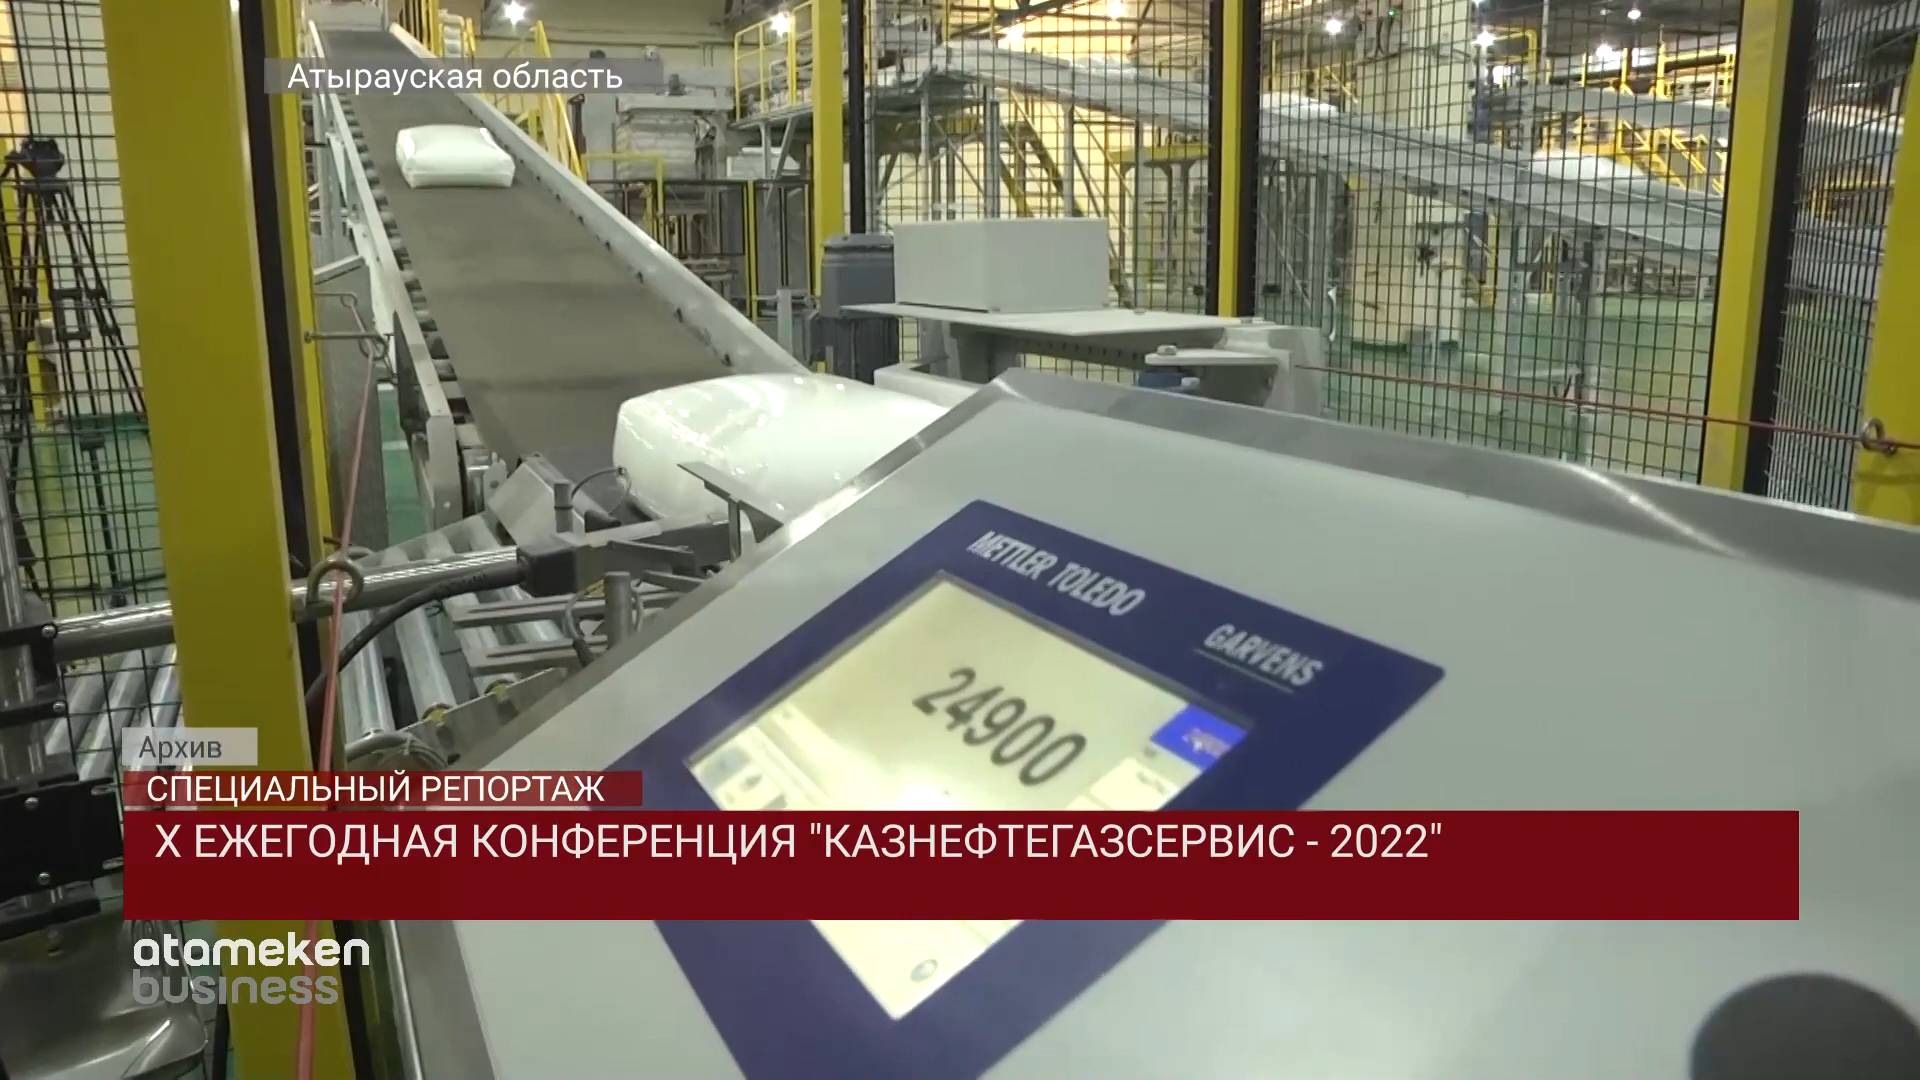 Атырауская область
METTLER TOLEDO
GARVENS
24900
Архив
СПЕЦИАЛЬНЫЙ РЕПОРТАЖ
X ЕЖЕГОДНАЯ КОНФЕРЕНЦИЯ "КАЗНЕФТЕГАЗСЕРВИС - 2022"
atameken
business